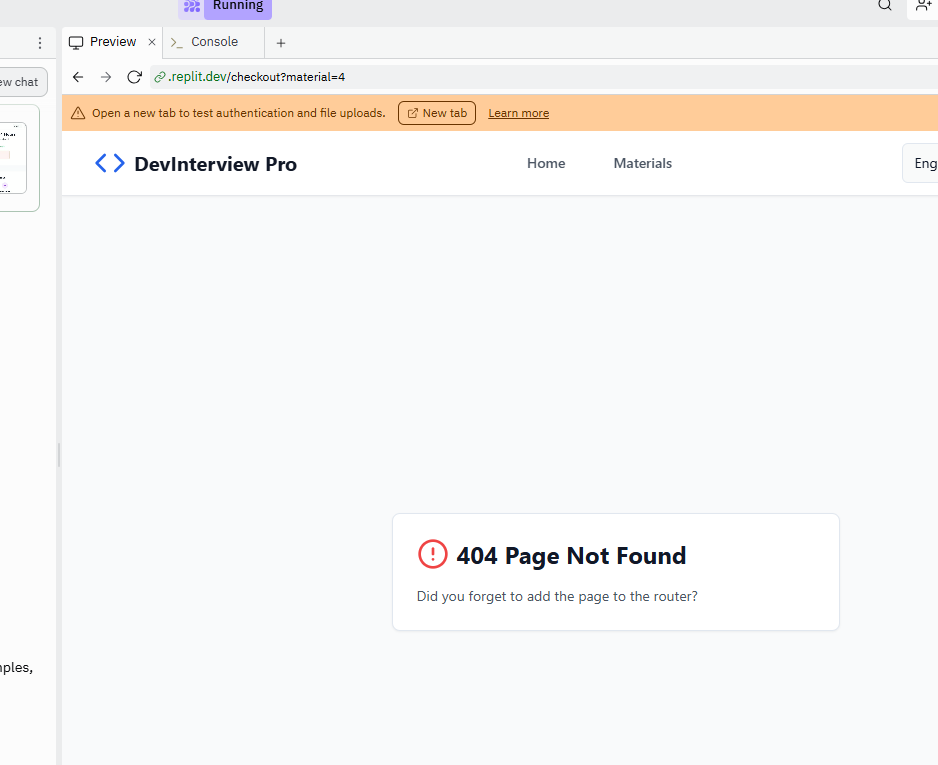 Running
Preview
Console
ew chat
.replit.dev/checkout?material=4
Open a new tab to test authentication and file uploads.
New tab
Learn more
DevInterview Pro
Home
Materials
Eng
404 Page Not Found
Did you forget to add the page to the router?
nples,